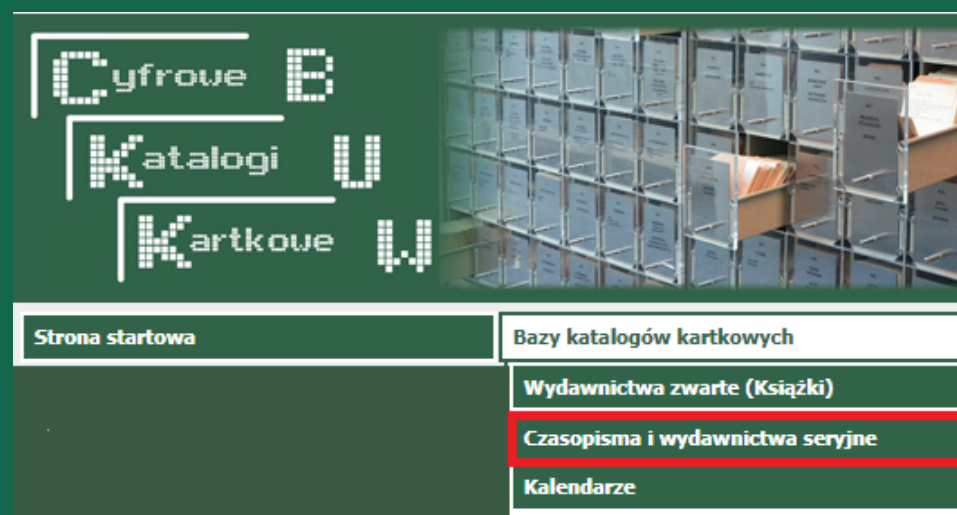 Cyfrowe B
Katalogi U
Kartkowe W
Strona startowa
Bazy katalogów kartkowych
Wydawnictwa zwarte (Książki)
Czasopisma i wydawnictwa seryjne
Kalendarze